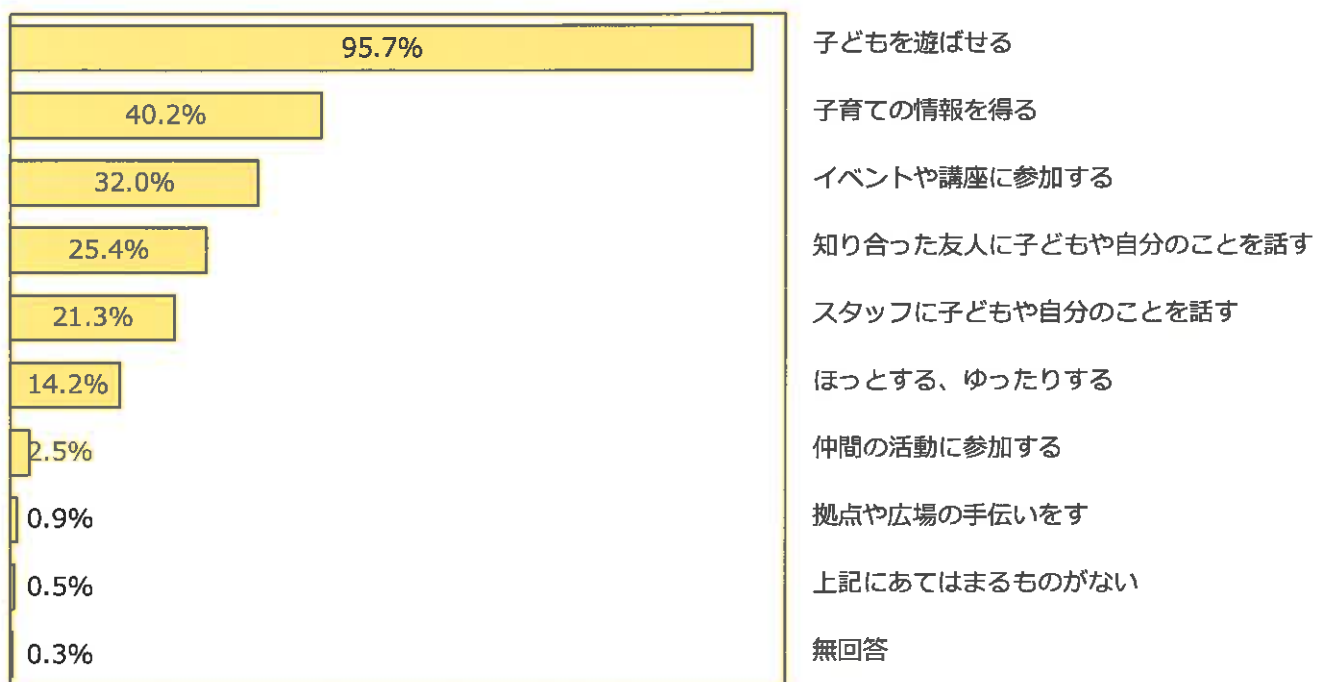 95.7% 子どもを遊ばせる
40.2% 子育ての情報を得る
32.0% イベントや講座に参加する
25.4% 知り合った友人に子どもや自分のことを話す
21.3% スタッフに子どもや自分のことを話す
14.2% ほっとする、ゆったりする
2.5% 仲間の活動に参加する
0.9% 拠点や広場の手伝いをす
0.5% 上記にあてはまるものがない
0.3% 無回答